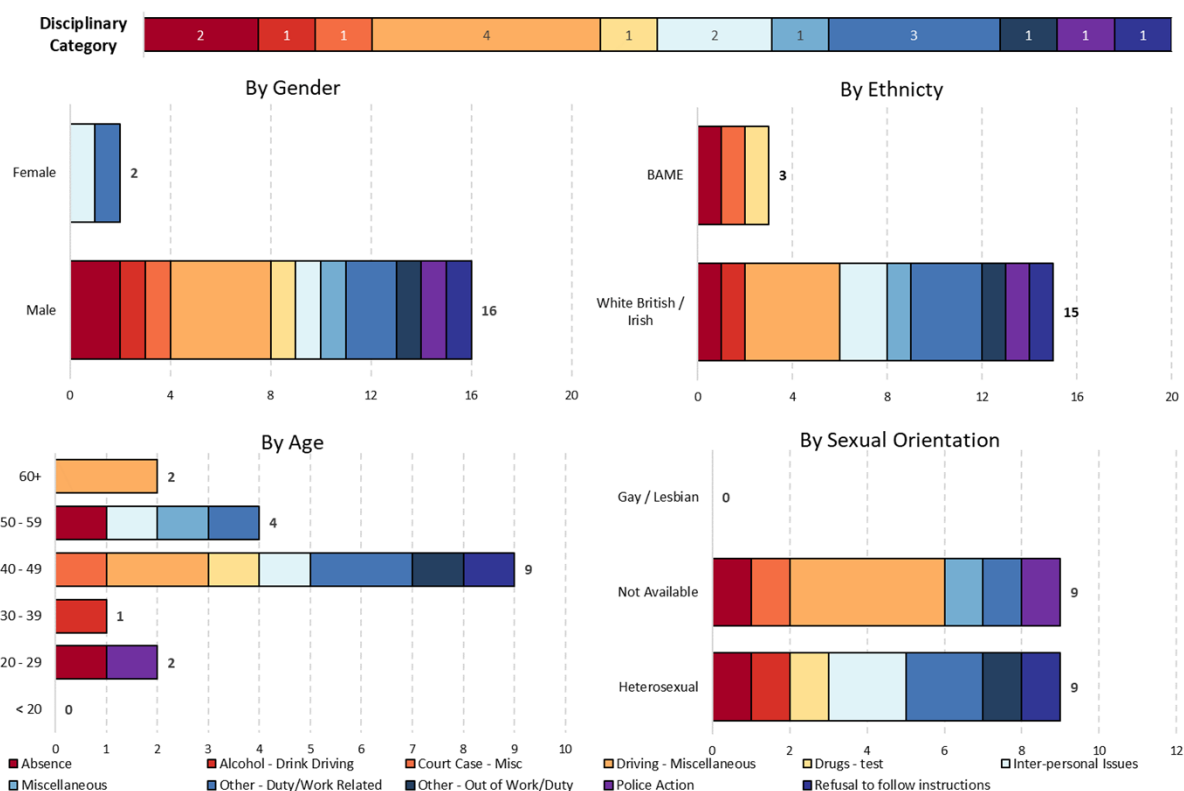 Disciplinary
Category
2 1 1 4 1 2 1 3 1 1 1
By Gender
Female
2
Male
16
0 4 8 12 16 20
By Ethnicty
BAME
3
White British /
Irish
15
0 4 8 12 16 20
By Age
60+
2
50 - 59
4
40 - 49
9
30 - 39
1
20 - 29
2
< 20
0
0 1 2 3 4 5 6 7 8 9 10
By Sexual Orientation
Gay / Lesbian
0
Not Available
9
Heterosexual
9
0 2 4 6 8 10 12
Absence Alcohol - Drink Driving Court Case - Misc Driving - Miscellaneous Drugs - test Inter-personal Issues
Miscellaneous Other - Duty/Work Related Other - Out of Work/Duty Police Action Refusal to follow instructions